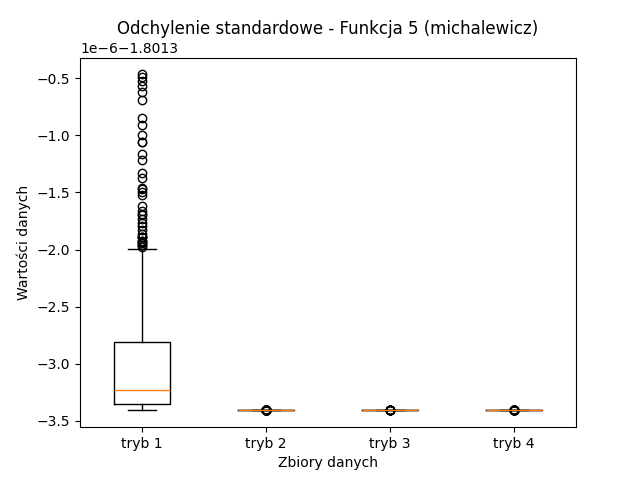 Odchylenie standardowe - Funkcja 5 (michalewicz)
1e−6−1.8013
−0.5
−1.0
−1.5
−2.0
−2.5
−3.0
−3.5
Wartości danych
tryb 1 tryb 2 tryb 3 tryb 4
Zbiory danych